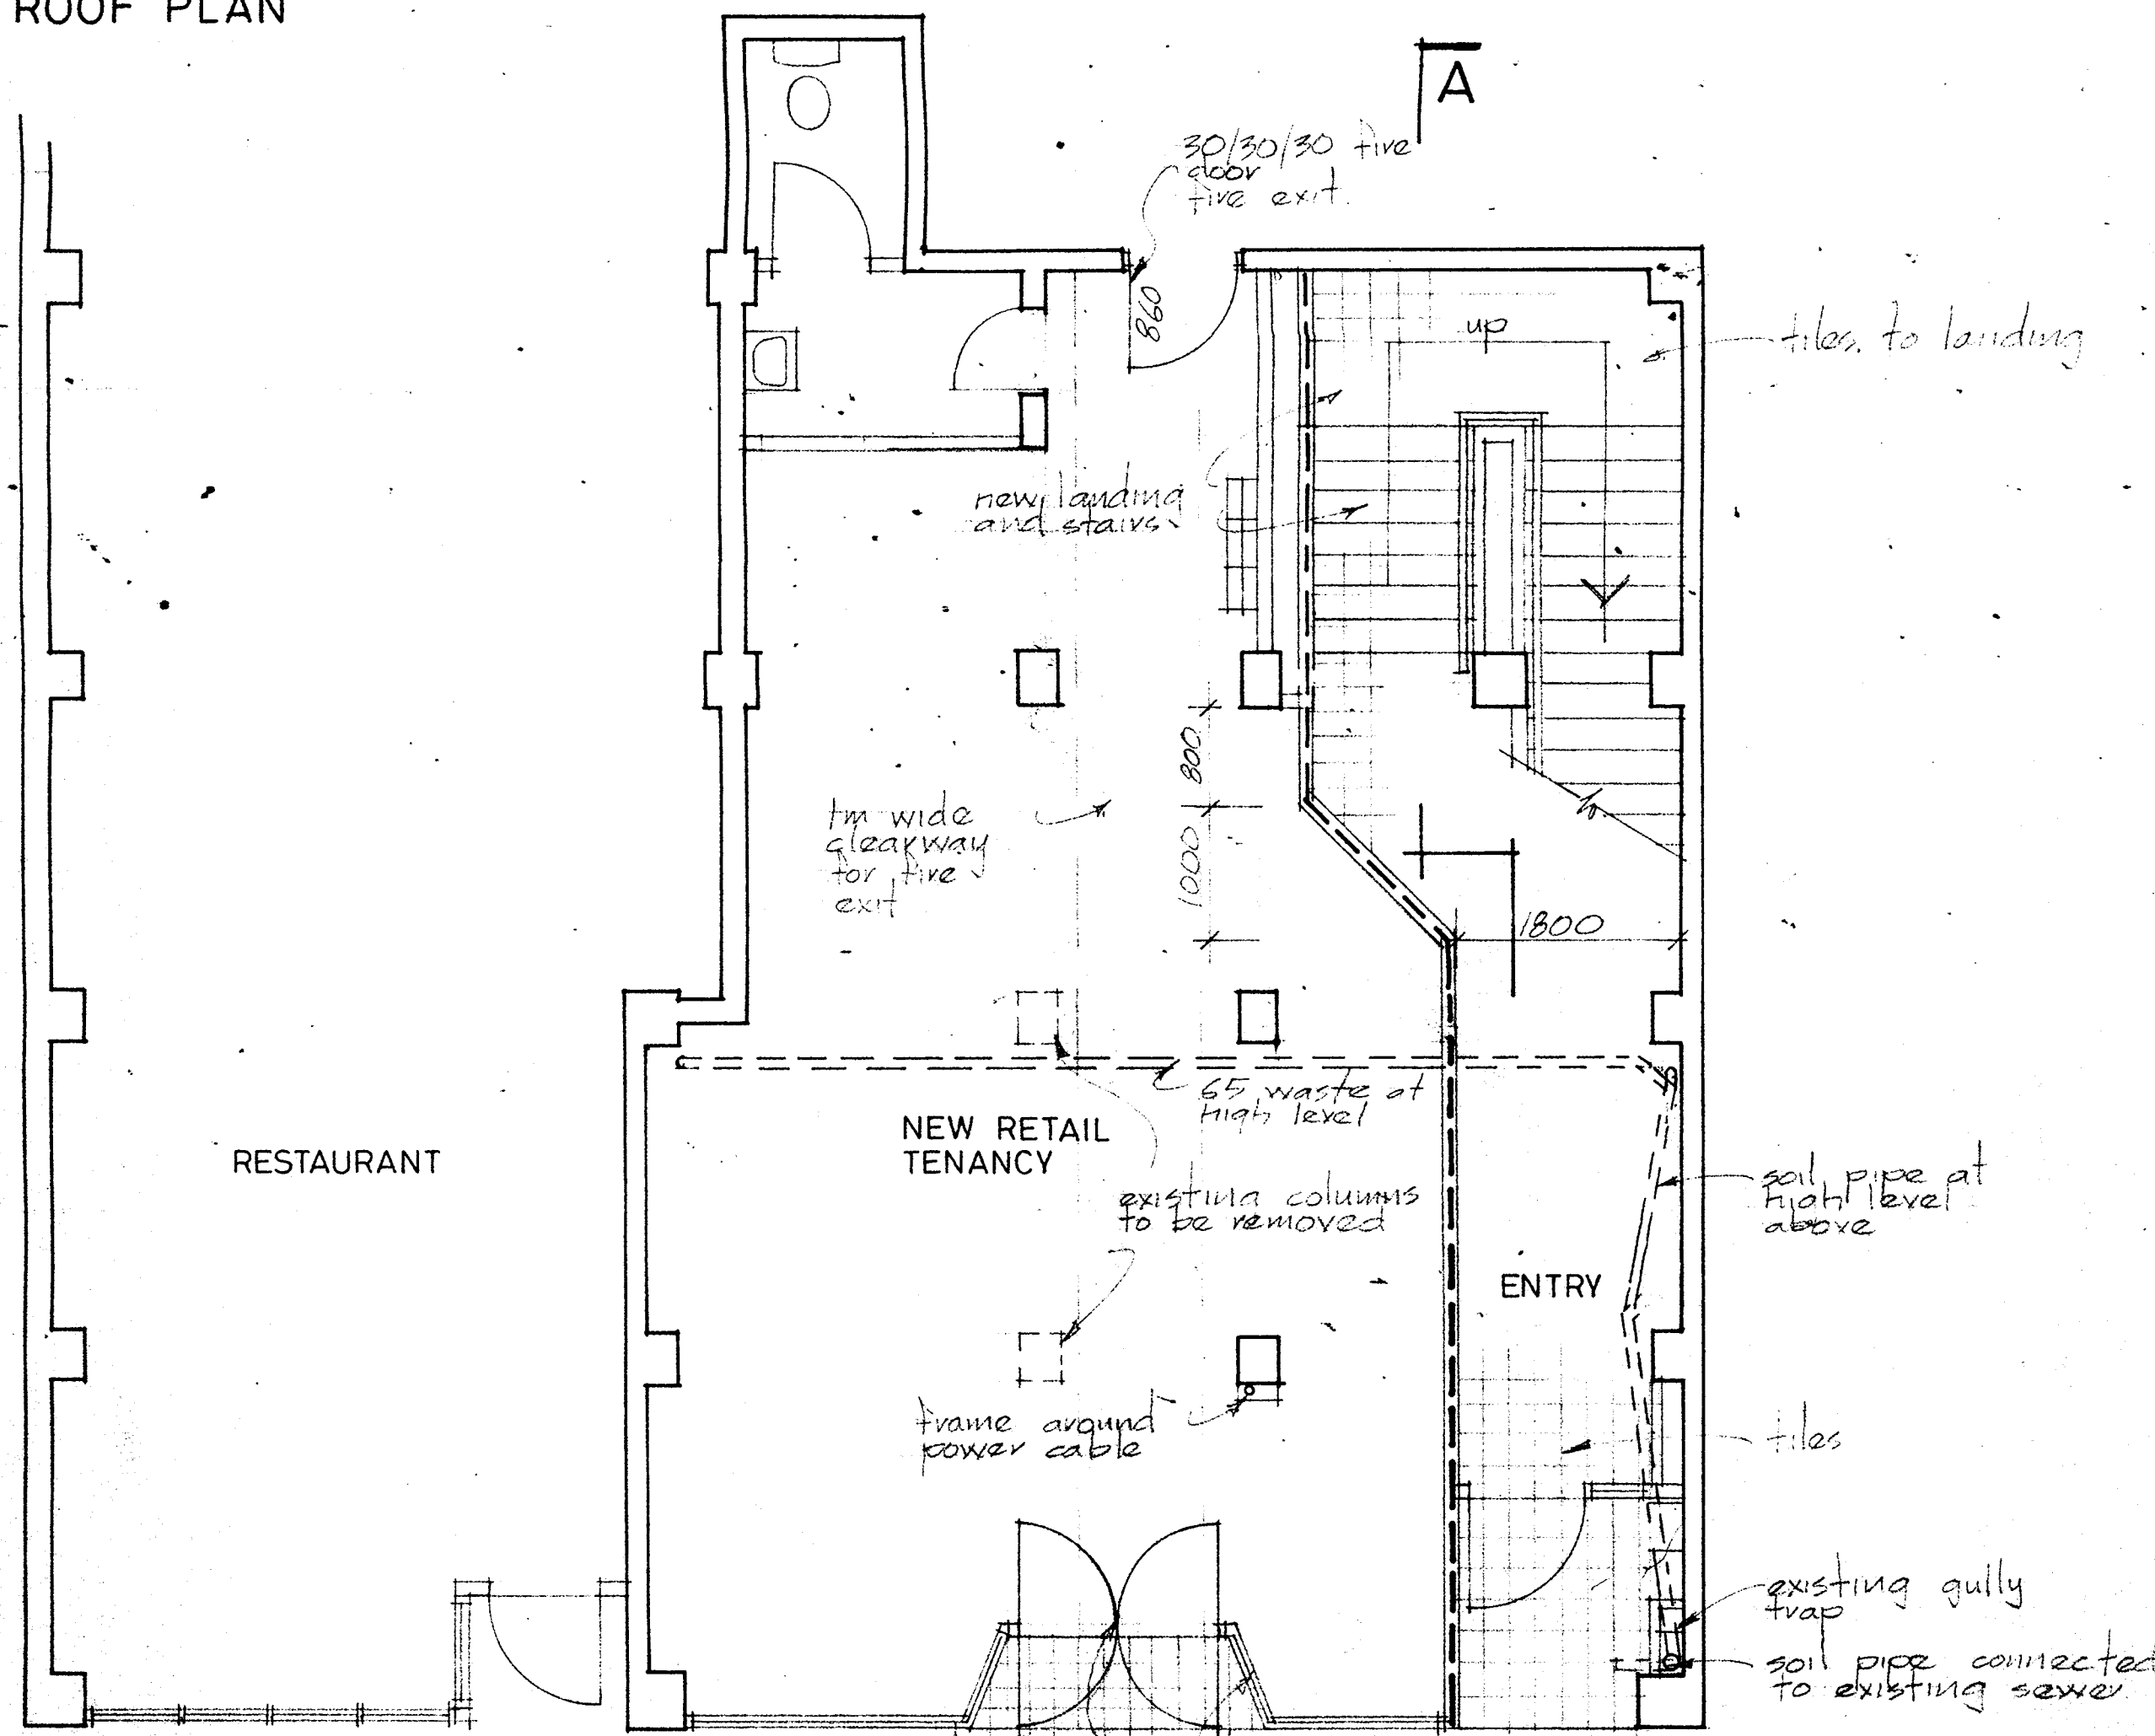 ROOF PLAN
A
30/30/30 fire
door
fire exit.
860
up
tiles to landing
new landing
and stairs
800
1m wide
clearway
for fire
exit
1000
1800
65 waste at
high level
NEW RETAIL
TENANCY
RESTAURANT
existing columns
to be removed
soil pipe at
high level
above
ENTRY
frame around
power cable
tiles
existing gully
trap
soil pipe connected
to existing sewer